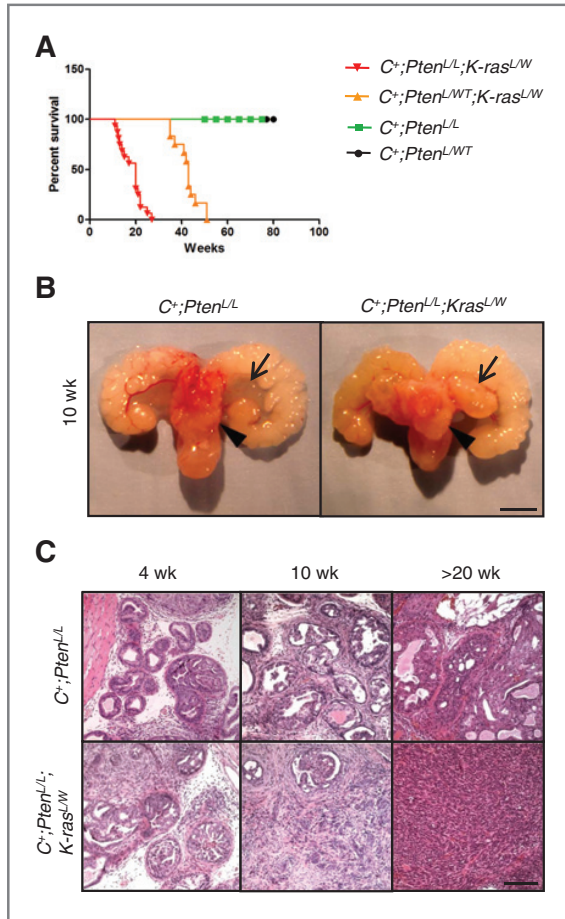 A
Percent survival
150
100
50
0
0 20 40 60 80 100
Weeks
C⁺;Ptenᴸ/ᴸ;K-rasᴸ/ᵂ
C⁺;Ptenᴸ/ᵂᵀ;K-rasᴸ/ᵂ
C⁺;Ptenᴸ/ᴸ
C⁺;Ptenᴸ/ᵂᵀ
B
C⁺;Ptenᴸ/ᴸ C⁺;Ptenᴸ/ᴸ;Krasᴸ/ᵂ
10 wk
C
4 wk 10 wk >20 wk
C⁺;Ptenᴸ/ᴸ
C⁺;Ptenᴸ/ᴸ;
K-rasᴸ/ᵂ